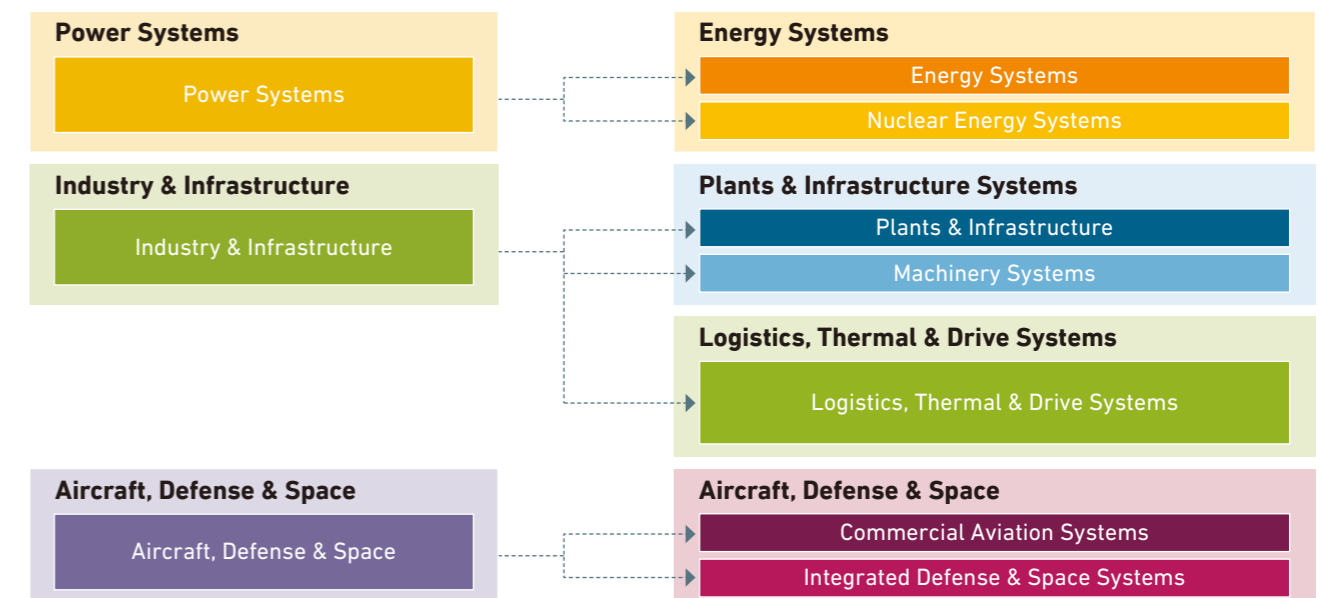 Power Systems
Power Systems
Energy Systems
Energy Systems
Nuclear Energy Systems
Industry & Infrastructure
Industry & Infrastructure
Plants & Infrastructure Systems
Plants & Infrastructure
Machinery Systems
Logistics, Thermal & Drive Systems
Logistics, Thermal & Drive Systems
Aircraft, Defense & Space
Aircraft, Defense & Space
Aircraft, Defense & Space
Commercial Aviation Systems
Integrated Defense & Space Systems